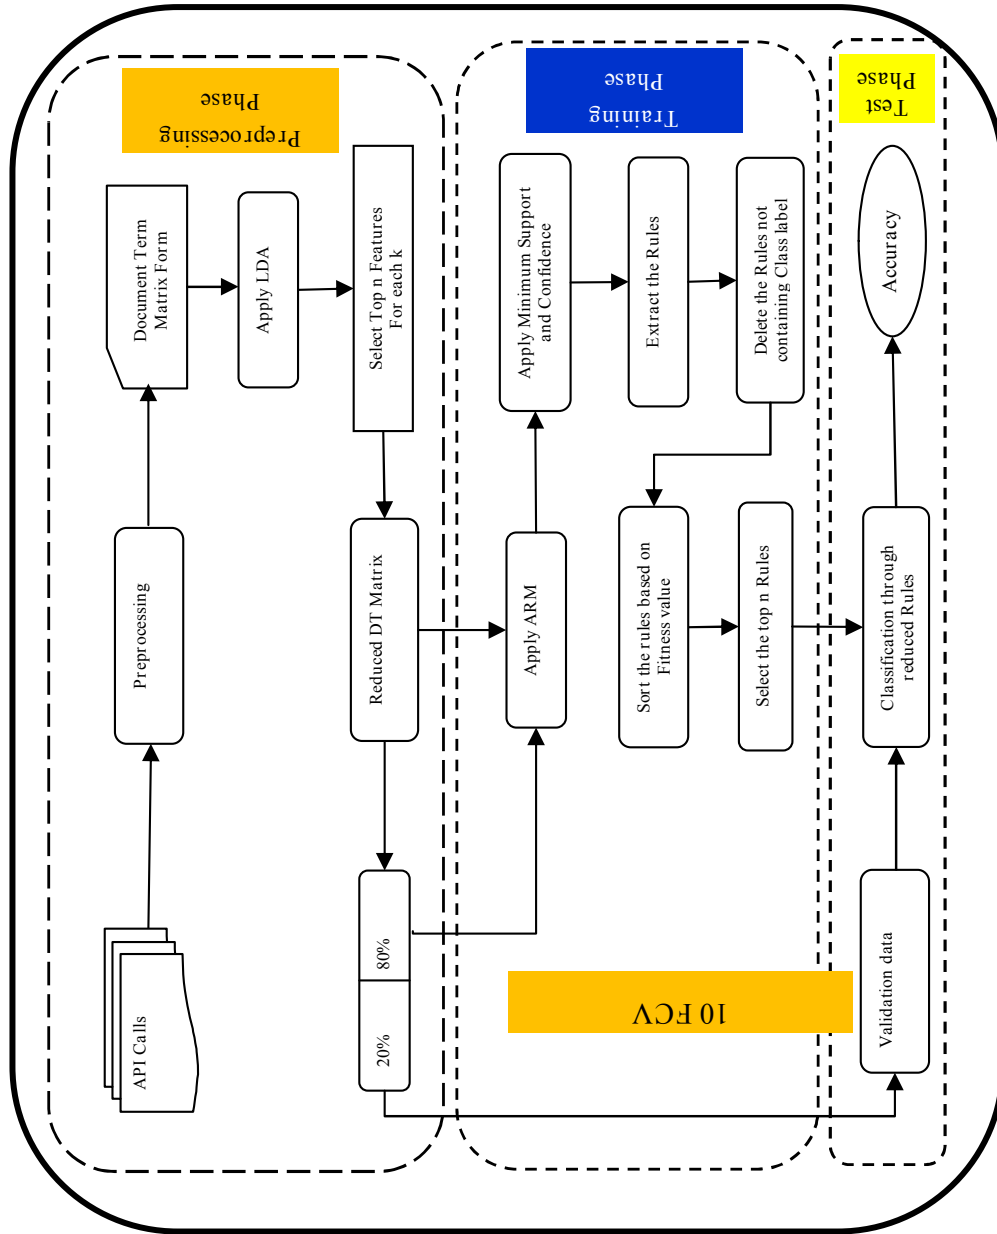 Preprocessing
Phase
API Calls
Preprocessing
Document Term
Matrix Form
Apply LDA
Select Top n Features
For each k
Reduced DT Matrix
20%
80%
Training
Phase
Apply ARM
Apply Minimum Support
and Confidence
Extract the Rules
Delete the Rules not
containing Class label
Sort the rules based on
Fitness value
Select the top n Rules
10 FCV
Test
Phase
Validation data
Classification through
reduced Rules
Accuracy